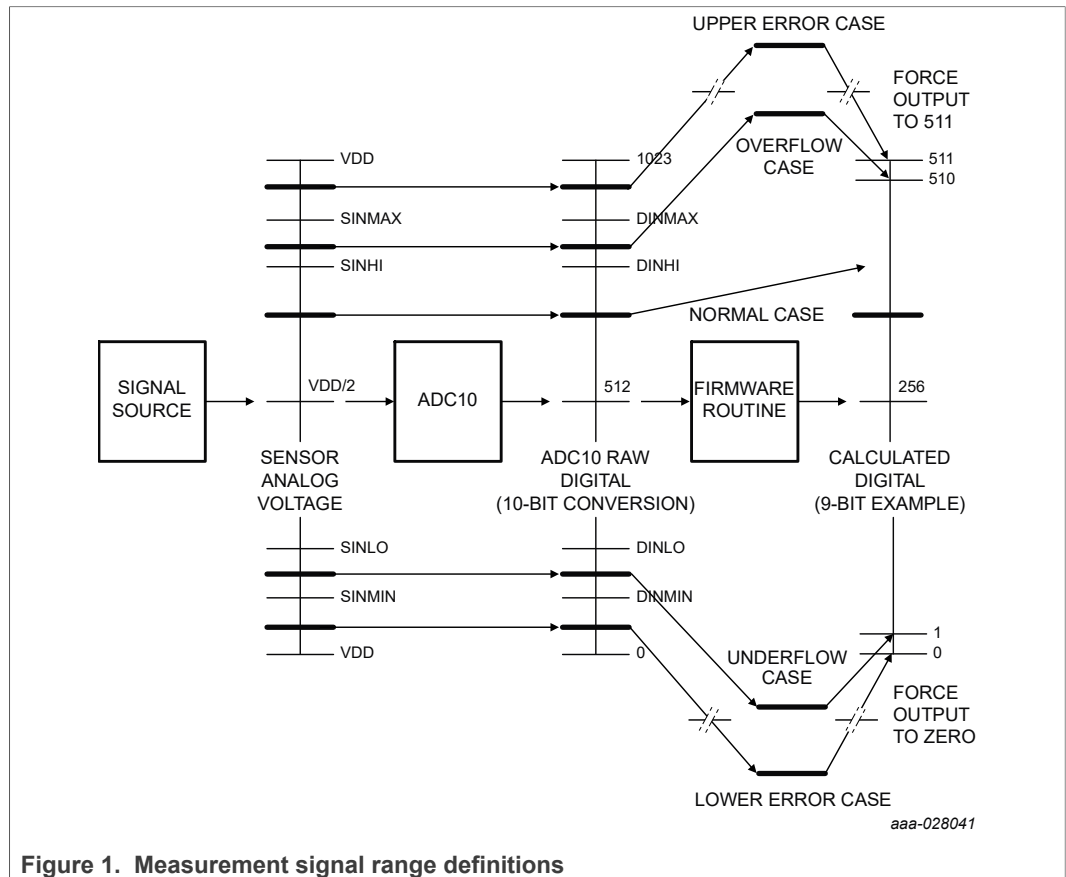 UPPER ERROR CASE
FORCE
OUTPUT
TO 511
OVERFLOW
CASE
VDD
1023
511
510
SINMAX
DINMAX
SINHI
DINHI
NORMAL CASE
SIGNAL
SOURCE
VDD/2
ADC10
512
FIRMWARE
ROUTINE
256
SENSOR
ANALOG
VOLTAGE
ADC10 RAW
DIGITAL
(10-BIT CONVERSION)
CALCULATED
DIGITAL
(9-BIT EXAMPLE)
SINLO
DINLO
SINMIN
DINMIN
VDD
0
1
0
UNDERFLOW
CASE
FORCE
OUTPUT
TO ZERO
LOWER ERROR CASE
aaa-028041
Figure 1. Measurement signal range definitions